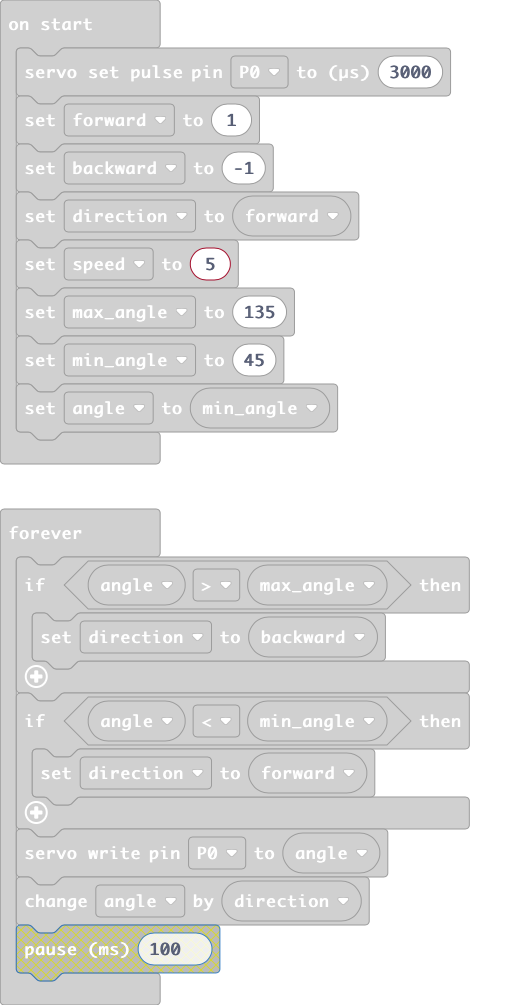 on start
servo set pulse pin P0 to (µs) 3000
set forward to 1
set backward to -1
set direction to forward
set speed to 5
set max_angle to 135
set min_angle to 45
set angle to min_angle
forever
if angle > max_angle then
set direction to backward
if angle < min_angle then
set direction to forward
servo write pin P0 to angle
change angle by direction
pause (ms) 100